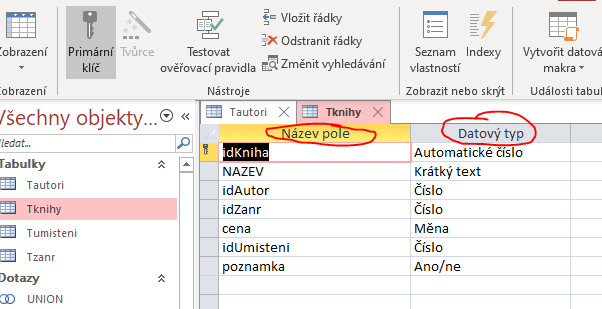 Zobrazení
Primární klíč
Tvůrce
Testovat ověřovací pravidla
Vložit řádky
Odstranit řádky
Změnit vyhledávání
Seznam vlastností
Indexy
Vytvořit datová makra
Zobrazení
Nástroje
Zobrazit nebo skrýt
Události tabul
Všechny objekty...
Hledat...
Tabulky
Tautori
Tknihy
Tumisteni
Tzanr
Dotazy
UNION
Tautori
Tknihy
Název pole
Datový typ
idKniha Automatické číslo
NAZEV Krátký text
idAutor Číslo
idZanr Číslo
cena Měna
idUmisteni Číslo
poznamka Ano/ne